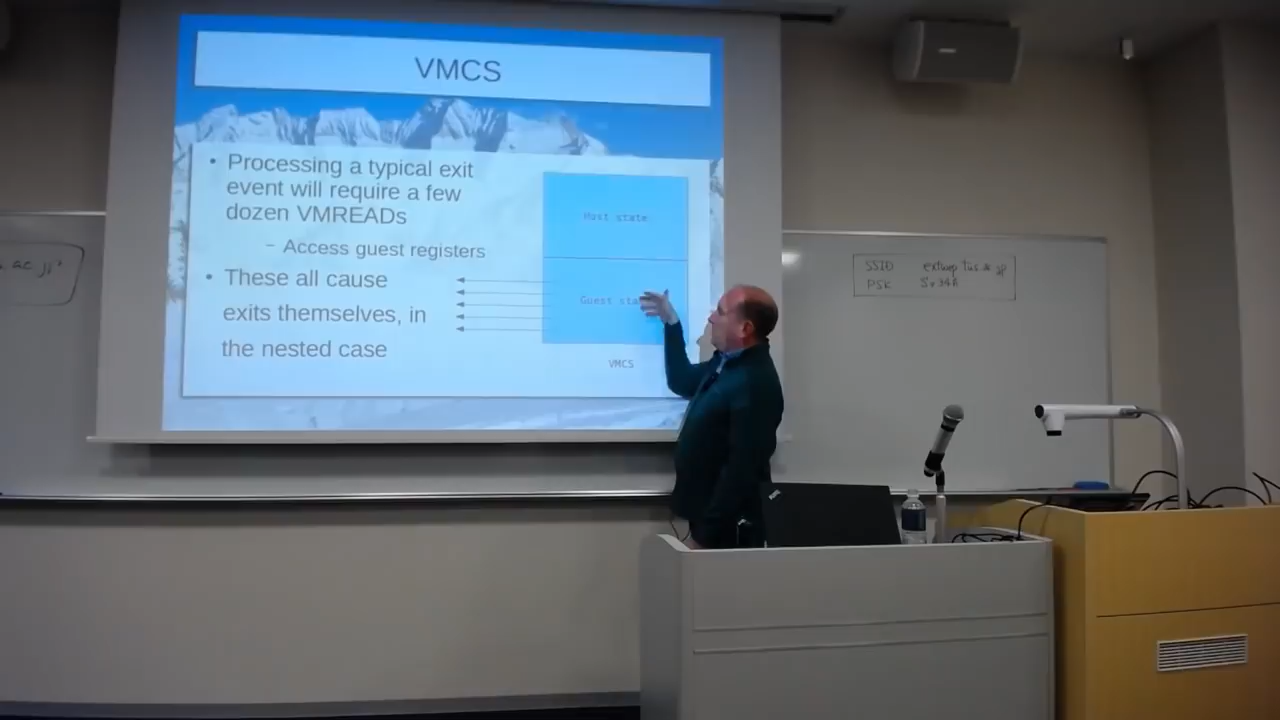 VMCS
• Processing a typical exit
event will require a few
dozen VMREADs
– Access guest registers
• These all cause
exits themselves, in
the nested case
Host state
Guest
VMCS
SSID
PSK